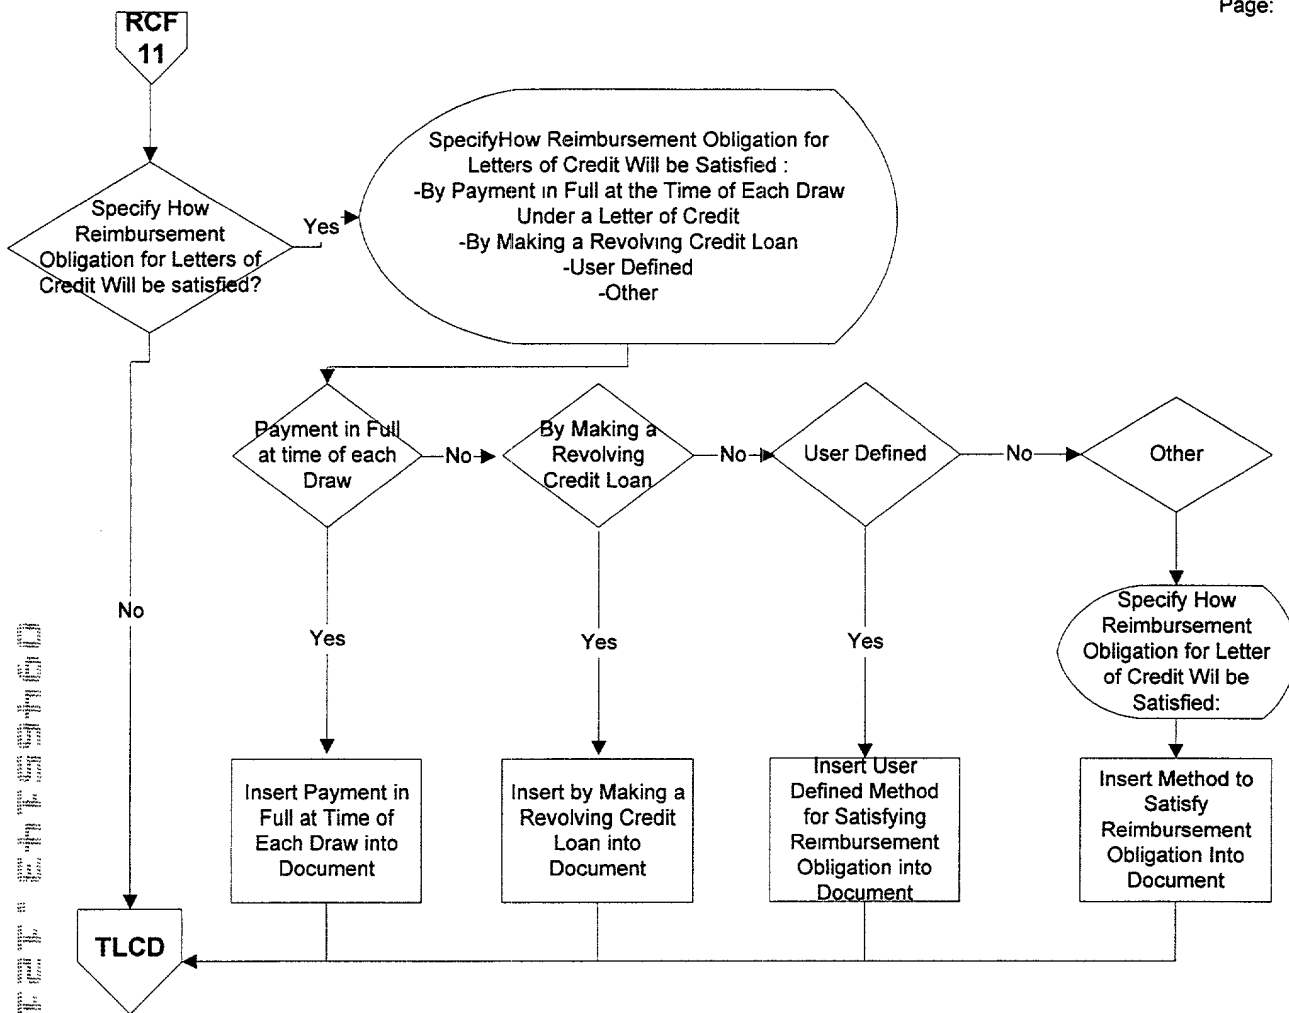 Page:
RCF
11
SpecifyHow Reimbursement Obligation for
Letters of Credit Will be Satisfied :
-By Payment in Full at the Time of Each Draw
Under a Letter of Credit
-By Making a Revolving Credit Loan
-User Defined
-Other
Specify How
Reimbursement
Obligation for Letters of
Credit Will be satisfied?
Yes
Payment in Full
at time of each
Draw
No
By Making a
Revolving
Credit Loan
No
User Defined
No
Other
No
Yes
Yes
Yes
Specify How
Reimbursement
Obligation for Letter
of Credit Wil be
Satisfied:
Insert Payment in
Full at Time of
Each Draw into
Document
Insert by Making a
Revolving Credit
Loan into
Document
Insert User
Defined Method
for Satisfying
Reimbursement
Obligation into
Document
Insert Method to
Satisfy
Reimbursement
Obligation Into
Document
TLCD